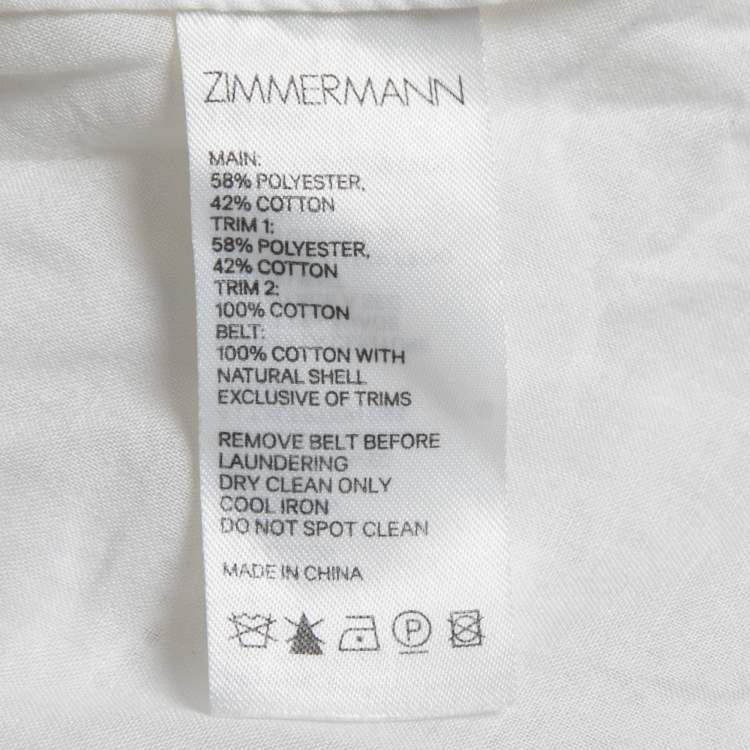 ZIMMERMANN
MAIN:
58% POLYESTER,
42% COTTON
TRIM 1:
58% POLYESTER,
42% COTTON
TRIM 2:
100% COTTON
BELT:
100% COTTON WITH
NATURAL SHELL
EXCLUSIVE OF TRIMS
REMOVE BELT BEFORE
LAUNDERING
DRY CLEAN ONLY
COOL IRON
DO NOT SPOT CLEAN
MADE IN CHINA
P